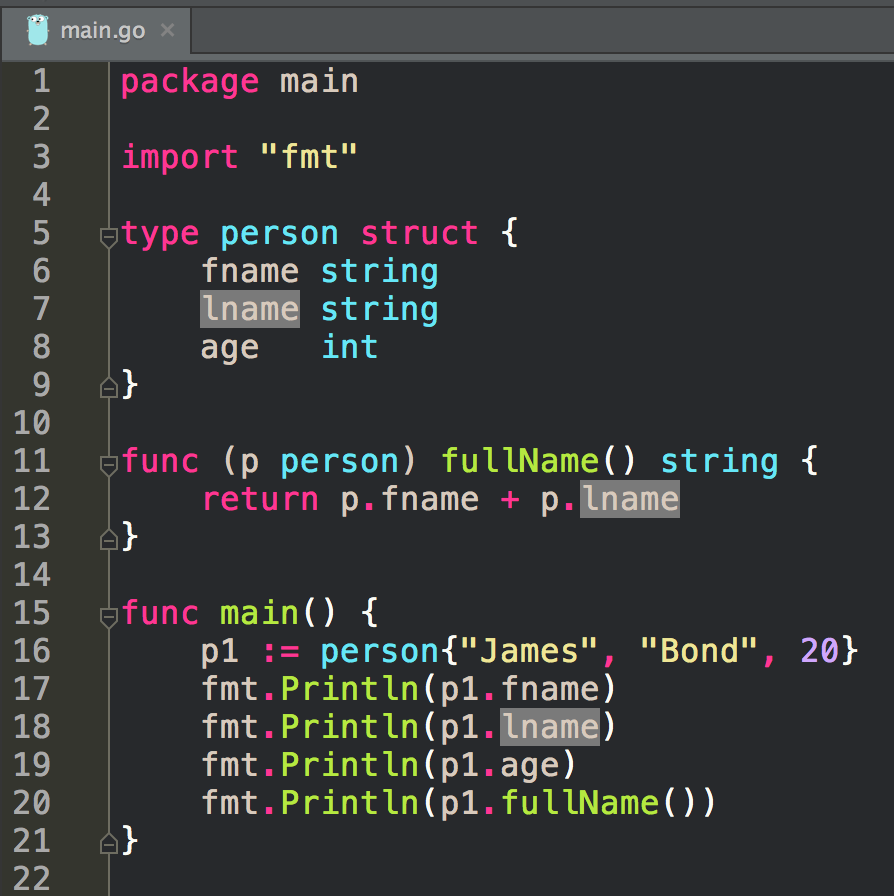 main.go ×
1 package main
2
3 import "fmt"
4
5 type person struct {
6     fname string
7     lname string
8     age   int
9 }
10
11 func (p person) fullName() string {
12     return p.fname + p.lname
13 }
14
15 func main() {
16     p1 := person{"James", "Bond", 20}
17     fmt.Println(p1.fname)
18     fmt.Println(p1.lname)
19     fmt.Println(p1.age)
20     fmt.Println(p1.fullName())
21 }
22